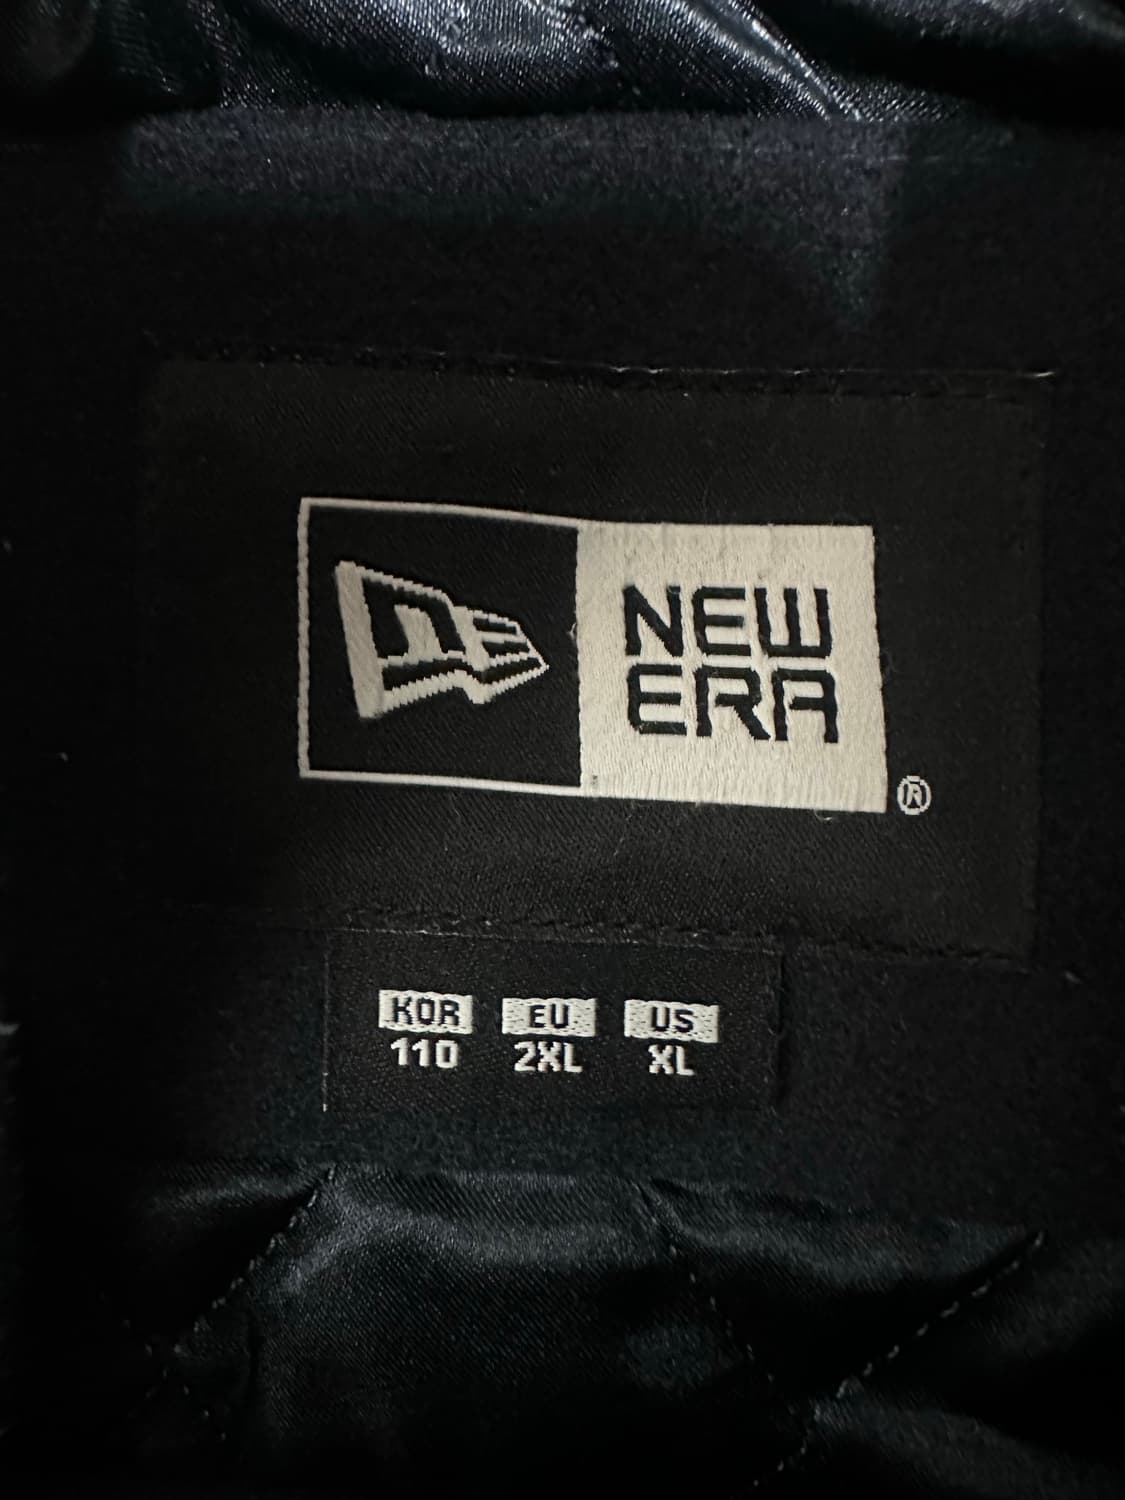 NEW
ERA
®
KOR EU US
110 2XL XL